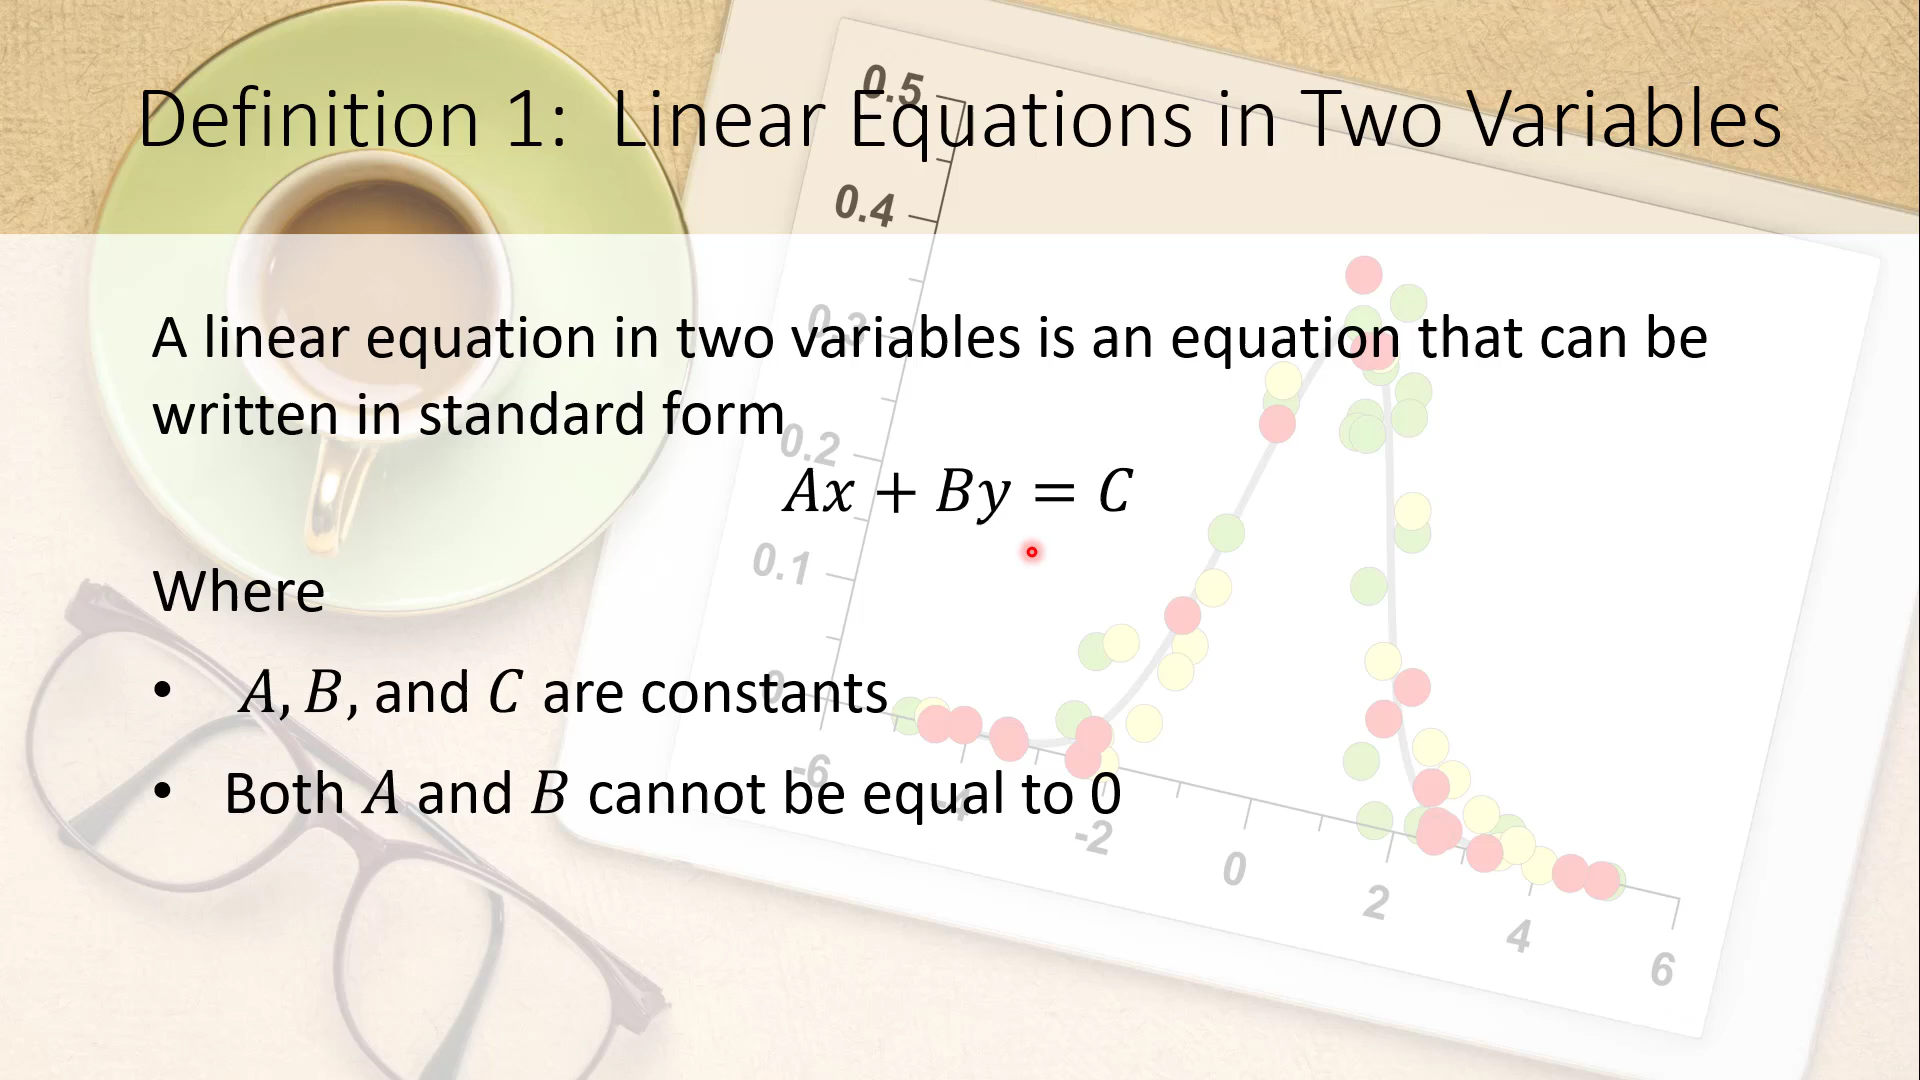 Definition 1: Linear Equations in Two Variables
A linear equation in two variables is an equation that can be
written in standard form
𝐴𝑥 + 𝐵𝑦 = 𝐶
Where
• 𝐴, 𝐵, and 𝐶 are constants
• Both 𝐴 and 𝐵 cannot be equal to 0
0.5
0.4
0.3
0.2
0.1
0
-6
-4
-2
0
2
4
6